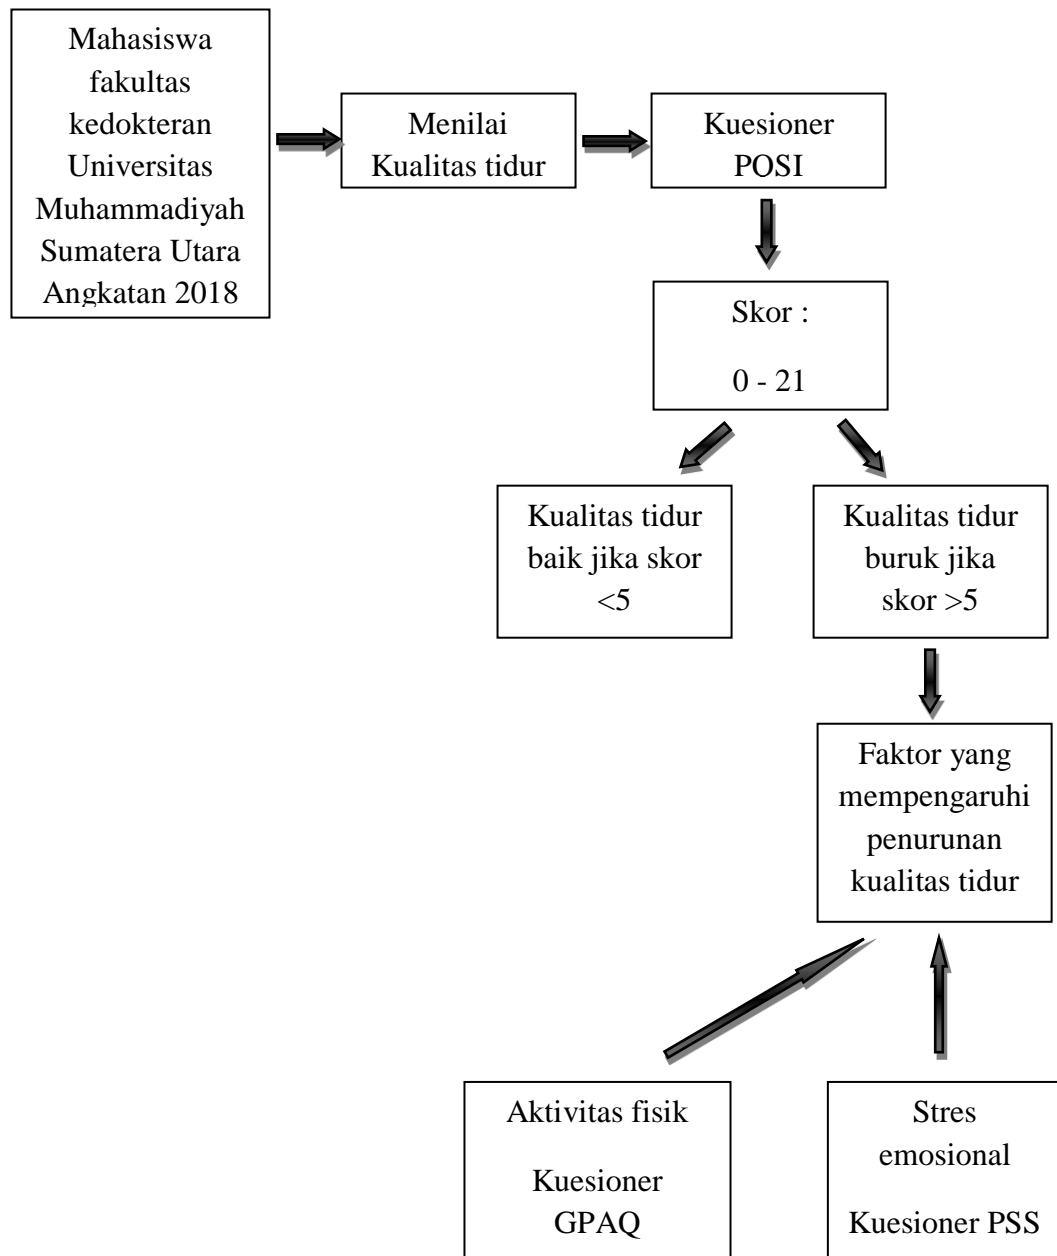 Mahasiswa
fakultas
kedokteran
Universitas
Muhammadiyah
Sumatera Utara
Angkatan 2018
Menilai
Kualitas tidur
Kuesioner
POSI
Skor :
0 - 21
Kualitas tidur
baik jika skor
<5
Kualitas tidur
buruk jika
skor >5
Faktor yang
mempengaruhi
penurunan
kualitas tidur
Aktivitas fisik
Kuesioner
GPAQ
Stres
emosional
Kuesioner PSS